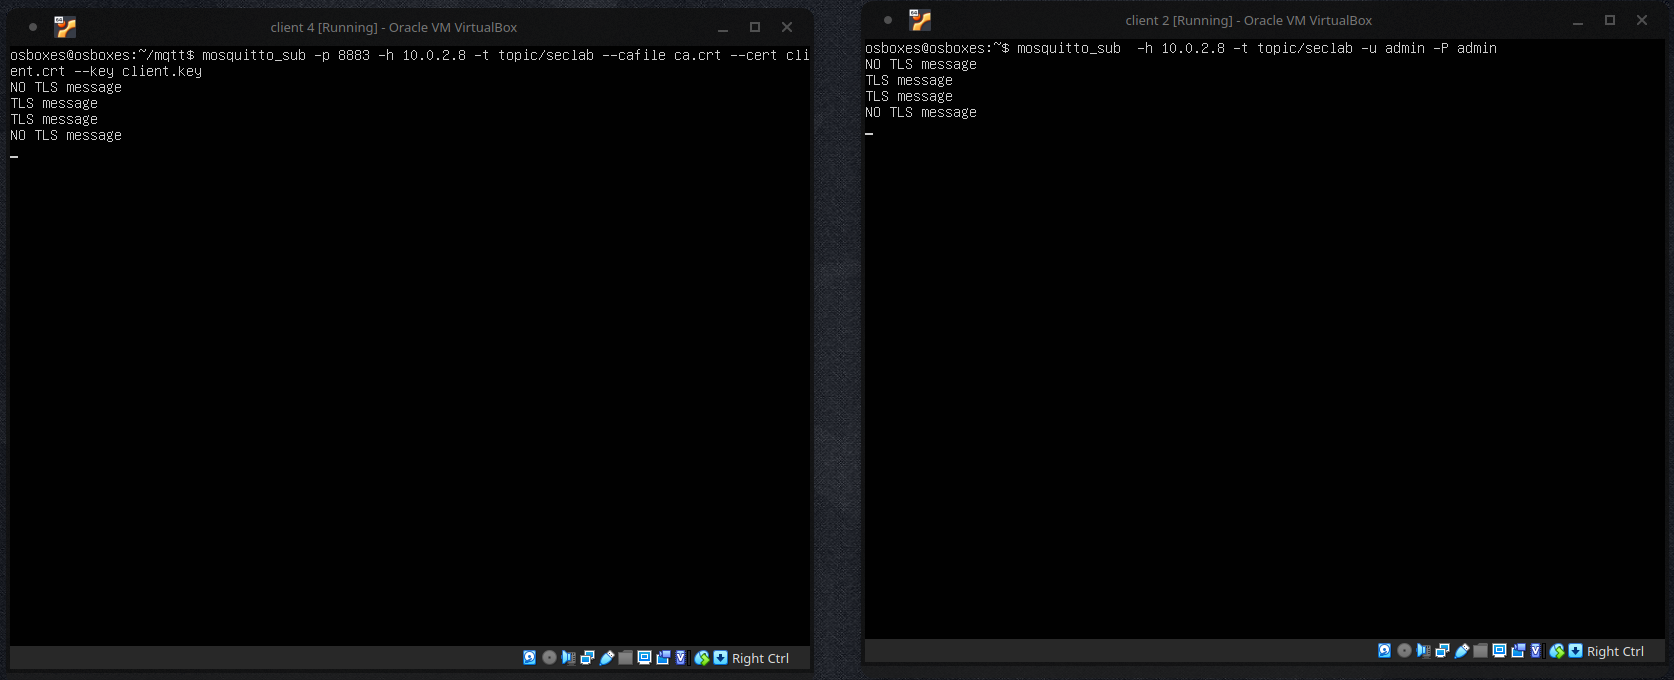 client 4 [Running] - Oracle VM VirtualBox
osboxes@osboxes:~/mqtt$ mosquitto_sub -p 8883 -h 10.0.2.8 -t topic/seclab --cafile ca.crt --cert cli
ent.crt --key client.key
NO TLS message
TLS message
TLS message
NO TLS message
Right Ctrl
client 2 [Running] - Oracle VM VirtualBox
osboxes@osboxes:~$ mosquitto_sub  -h 10.0.2.8 -t topic/seclab -u admin -P admin
NO TLS message
TLS message
TLS message
NO TLS message
Right Ctrl